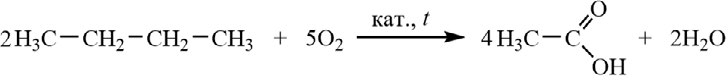 2H₃C—CH₂—CH₂—CH₃ + 5O₂ кат., t → 4H₃C—C(=O)OH + 2H₂O